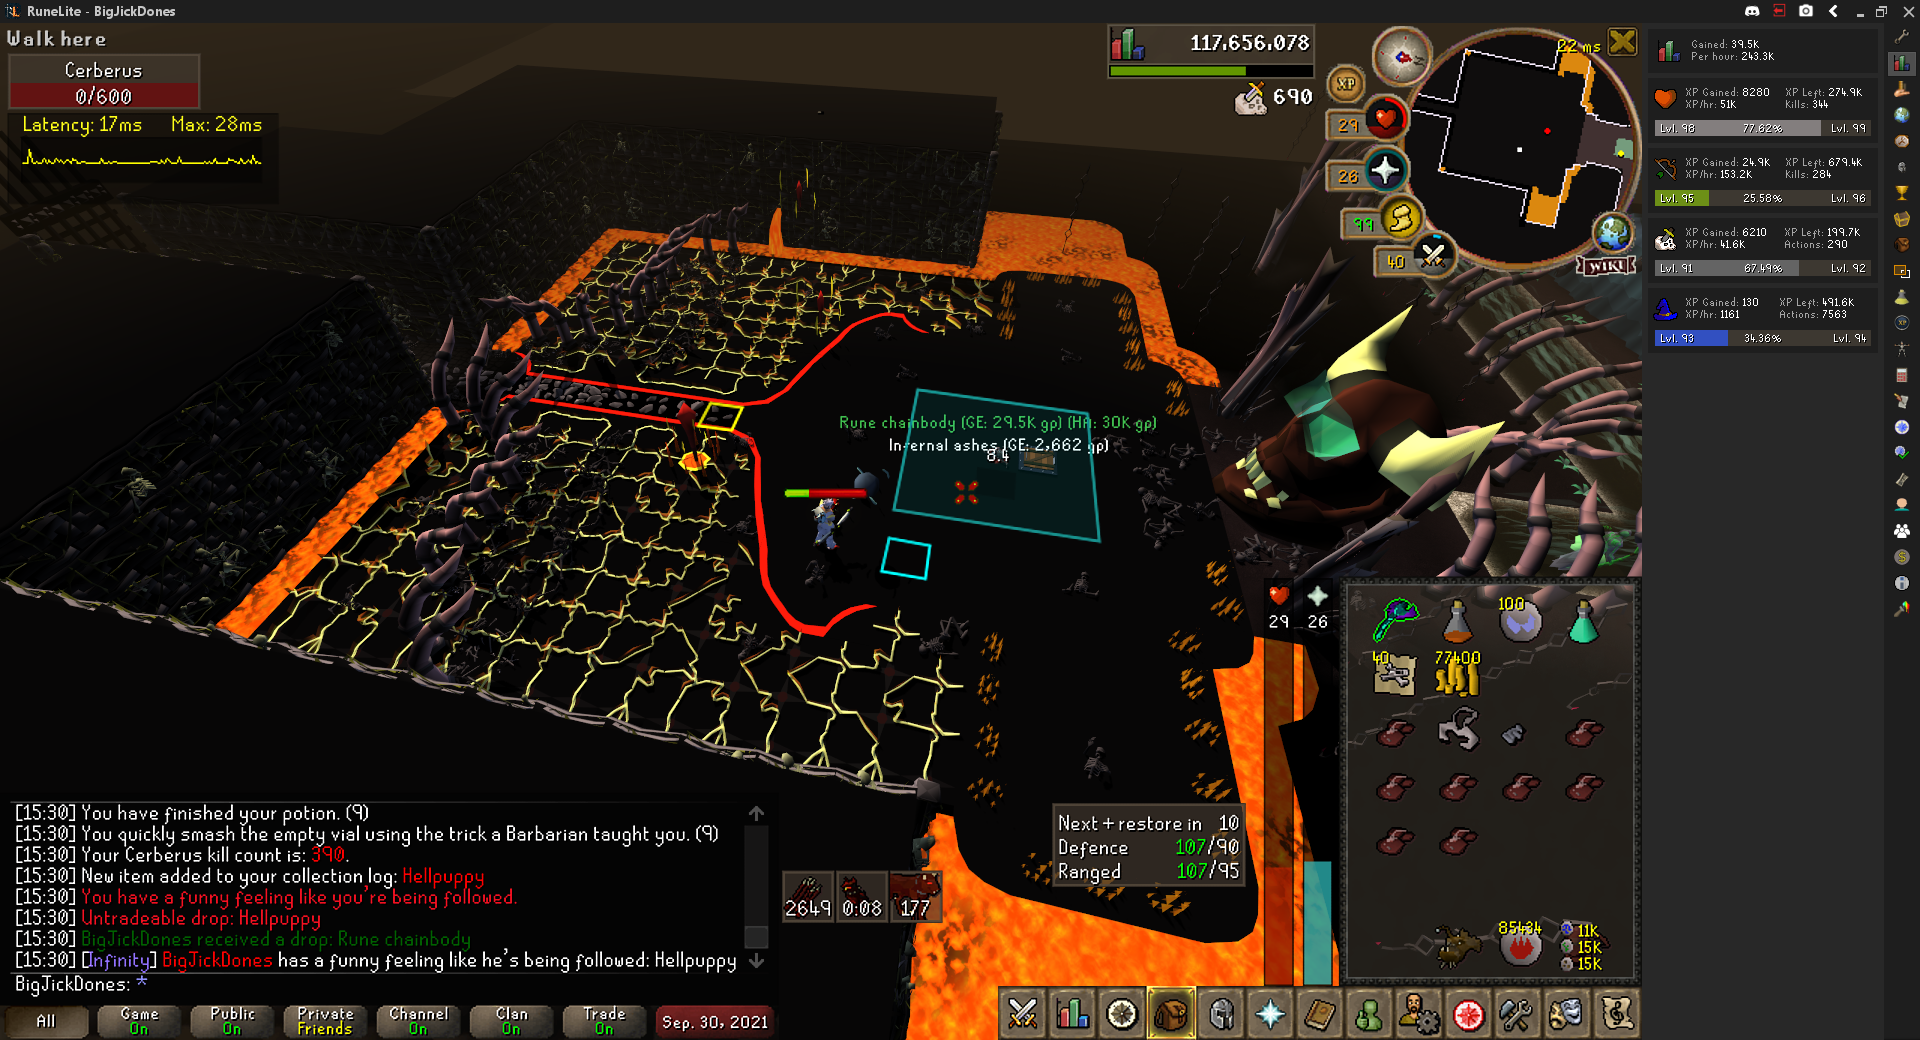 RuneLite - BigJickDones
Walk here
Cerberus
0/600
Latency: 17ms Max: 28ms
117,656,078
690
22 ms
XP
29
26
99
40
WIKI
Gained: 39.5K
Per hour: 243.3K
XP Gained: 8280 XP Left: 274.9K
XP/hr: 51K Kills: 344
Lvl. 98 77.62% Lvl. 99
XP Gained: 24.9K XP Left: 679.4K
XP/hr: 153.2K Kills: 284
Lvl. 95 25.58% Lvl. 96
XP Gained: 6210 XP Left: 199.7K
XP/hr: 41.6K Actions: 290
Lvl. 91 67.49% Lvl. 92
XP Gained: 130 XP Left: 491.6K
XP/hr: 1161 Actions: 7563
Lvl. 93 34.36% Lvl. 94
Rune chainbody (GE: 29.5K gp) (HA: 30K gp)
Infernal ashes (GE: 2,662 gp)
8.4
29 26
100
40 77400
85434
11K
15K
15K
Next + restore in 10
Defence 107/90
Ranged 107/95
2649 0:08 177
[15:30] You have finished your potion. (9)
[15:30] You quickly smash the empty vial using the trick a Barbarian taught you. (9)
[15:30] Your Cerberus kill count is: 390.
[15:30] New item added to your collection log: Hellpuppy
[15:30] You have a funny feeling like you're being followed.
[15:30] Untradeable drop: Hellpuppy
[15:30] BigJickDones received a drop: Rune chainbody
[15:30] [Infinity] BigJickDones has a funny feeling like he's being followed: Hellpuppy
BigJickDones: *
All
Game On
Public On
Private Friends
Channel On
Clan On
Trade On
Sep. 30, 2021